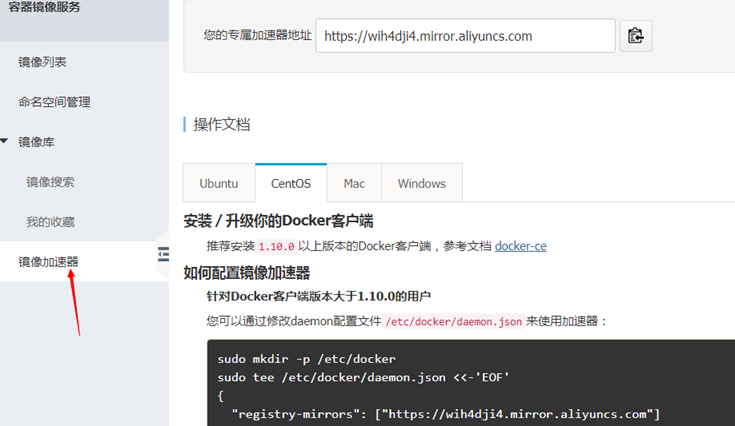 容器镜像服务
镜像列表
命名空间管理
镜像库
镜像搜索
我的收藏
镜像加速器
您的专属加速器地址 https://wih4dji4.mirror.aliyuncs.com
操作文档
Ubuntu CentOS Mac Windows
安装 / 升级你的Docker客户端
推荐安装 1.10.0 以上版本的Docker客户端，参考文档 docker-ce
如何配置镜像加速器
针对Docker客户端版本大于1.10.0的用户
您可以通过修改daemon配置文件 /etc/docker/daemon.json 来使用加速器：
sudo mkdir -p /etc/docker
sudo tee /etc/docker/daemon.json <<-'EOF'
{
"registry-mirrors": ["https://wih4dji4.mirror.aliyuncs.com"]